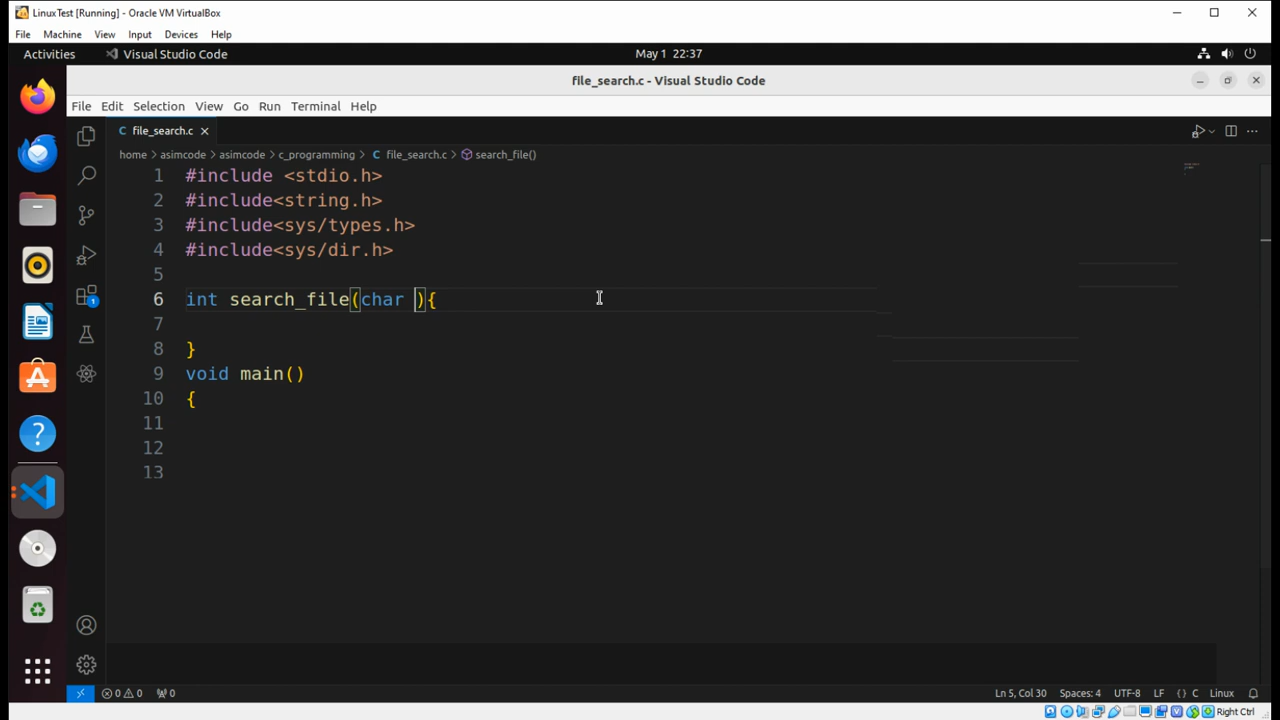 LinuxTest [Running] - Oracle VM VirtualBox
File Machine View Input Devices Help
Activities Visual Studio Code May 1 22:37
file_search.c - Visual Studio Code
File Edit Selection View Go Run Terminal Help
C file_search.c
home > asimcode > asimcode > c_programming > C file_search.c > search_file()
1 #include <stdio.h>
2 #include<string.h>
3 #include<sys/types.h>
4 #include<sys/dir.h>
5
6 int search_file(char ){
7
8 }
9 void main()
10 {
11
12
13
1
?
0 0 0
Ln 5, Col 30 Spaces: 4 UTF-8 LF {} C Linux
Right Ctrl